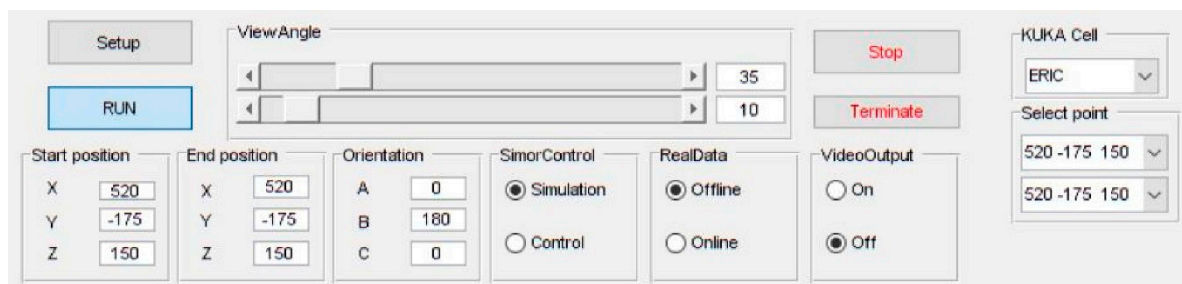 Setup
RUN
ViewAngle
35
10
Stop
Terminate
KUKA Cell
ERIC
Select point
520 -175 150
520 -175 150
Start position
X 520
Y -175
Z 150
End position
X 520
Y -175
Z 150
Orientation
A 0
B 180
C 0
SimorControl
Simulation
Control
RealData
Offline
Online
VideoOutput
On
Off